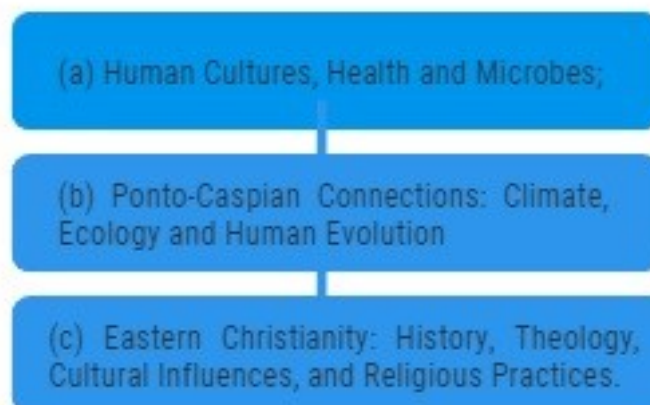 (a) Human Cultures, Health and Microbes;
(b) Ponto-Caspian Connections: Climate,
Ecology and Human Evolution
(c) Eastern Christianity: History, Theology,
Cultural Influences, and Religious Practices.